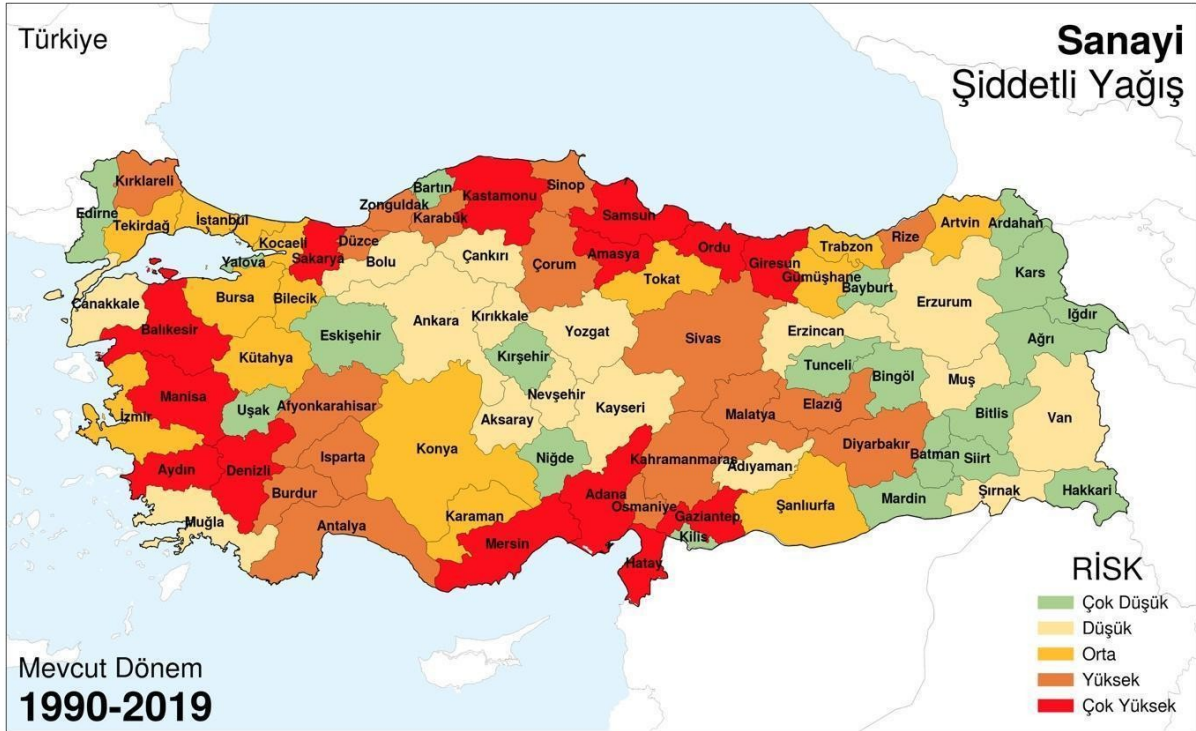 Türkiye
Sanayi
Şiddetli Yağış
Kırklareli
Edirne
Tekirdağ
İstanbul
Kocaeli
Yalova
Sakarya
Düzce
Zonguldak
Bartın
Karabük
Kastamonu
Sinop
Samsun
Bolu
Çankırı
Çorum
Amasya
Ordu
Giresun
Tokat
Trabzon
Gümüşhane
Rize
Artvin
Ardahan
Bayburt
Kars
Iğdır
Çanakkale
Balıkesir
Bursa
Bilecik
Eskişehir
Ankara
Kırıkkale
Kırşehir
Yozgat
Sivas
Erzincan
Erzurum
Ağrı
Kütahya
Manisa
İzmir
Uşak
Afyonkarahisar
Konya
Aksaray
Nevşehir
Kayseri
Malatya
Elazığ
Tunceli
Bingöl
Muş
Bitlis
Van
Aydın
Denizli
Isparta
Burdur
Muğla
Antalya
Karaman
Niğde
Mersin
Adana
Kahramanmaraş
Osmaniye
Gaziantep
Kilis
Hatay
Adıyaman
Şanlıurfa
Diyarbakır
Batman
Siirt
Mardin
Şırnak
Hakkari
RİSK
Çok Düşük
Düşük
Orta
Yüksek
Çok Yüksek
Mevcut Dönem
1990-2019